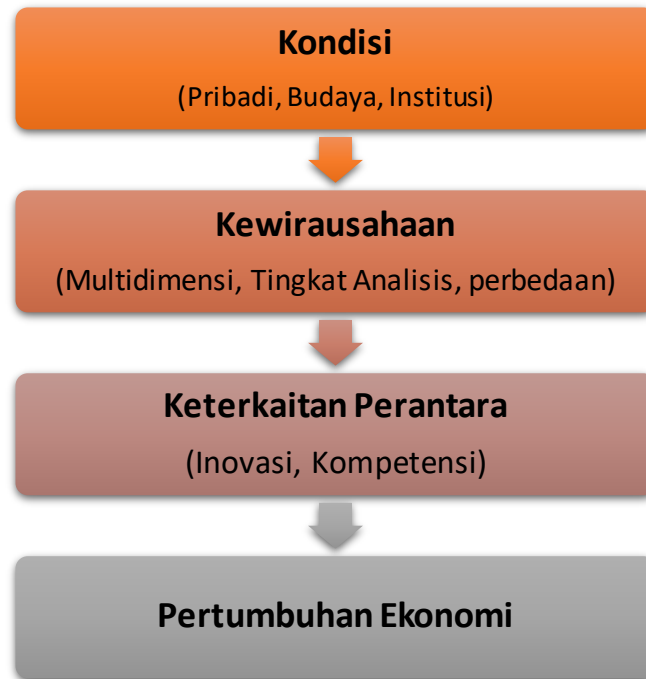 Kondisi
(Pribadi, Budaya, Institusi)
Kewirausahaan
(Multidimensi, Tingkat Analisis, perbedaan)
Keterkaitan Perantara
(Inovasi, Kompetensi)
Pertumbuhan Ekonomi